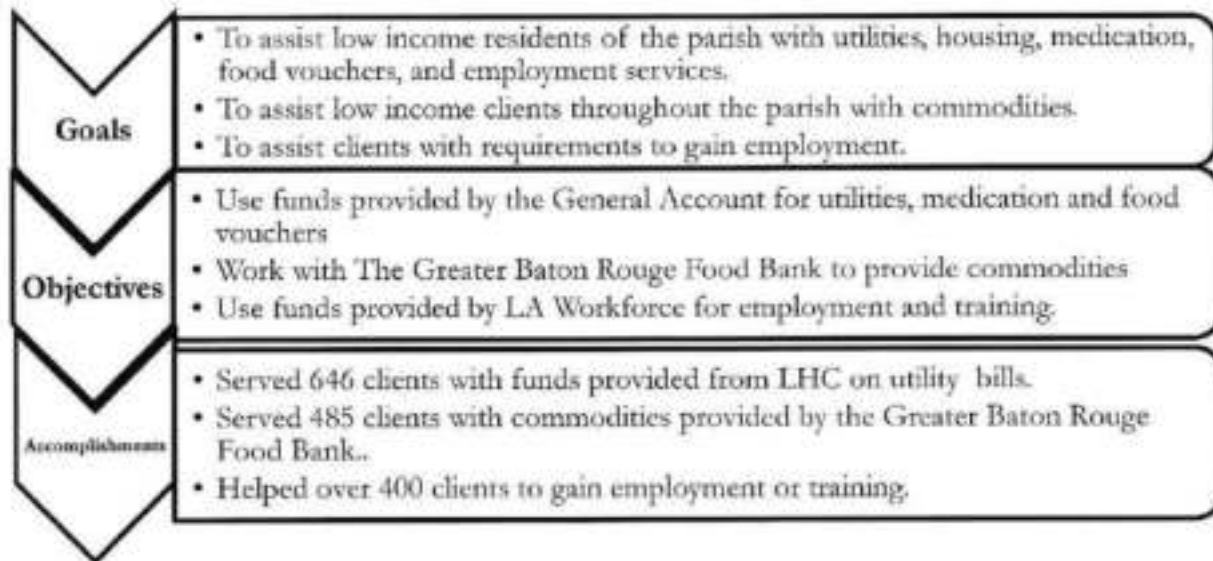 Goals
• To assist low income residents of the parish with utilities, housing, medication,
food vouchers, and employment services.
• To assist low income clients throughout the parish with commodities.
• To assist clients with requirements to gain employment.
Objectives
• Use funds provided by the General Account for utilities, medication and food
vouchers
• Work with The Greater Baton Rouge Food Bank to provide commodities
• Use funds provided by LA Workforce for employment and training.
Accomplishments
• Served 646 clients with funds provided from LHC on utility bills.
• Served 485 clients with commodities provided by the Greater Baton Rouge
Food Bank..
• Helped over 400 clients to gain employment or training.